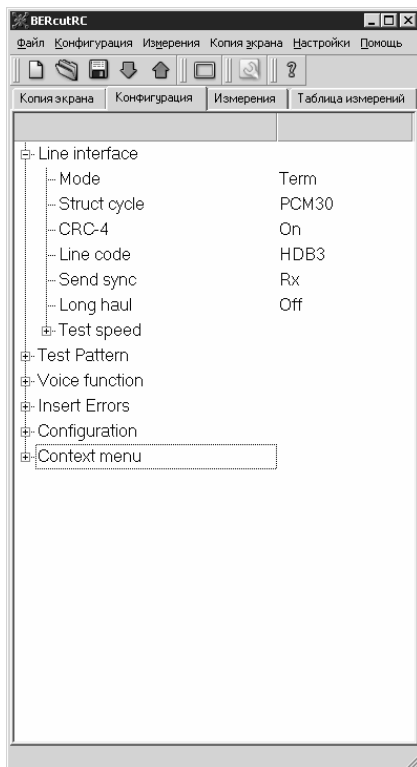 BERcutRC
Файл Конфигурация Измерения Копия экрана Настройки Помощь
?
Копия экрана Конфигурация Измерения Таблица измерений
Line interface
Mode Term
Struct cycle PCM30
CRC-4 On
Line code HDB3
Send sync Rx
Long haul Off
Test speed
Test Pattern
Voice function
Insert Errors
Configuration
Context menu